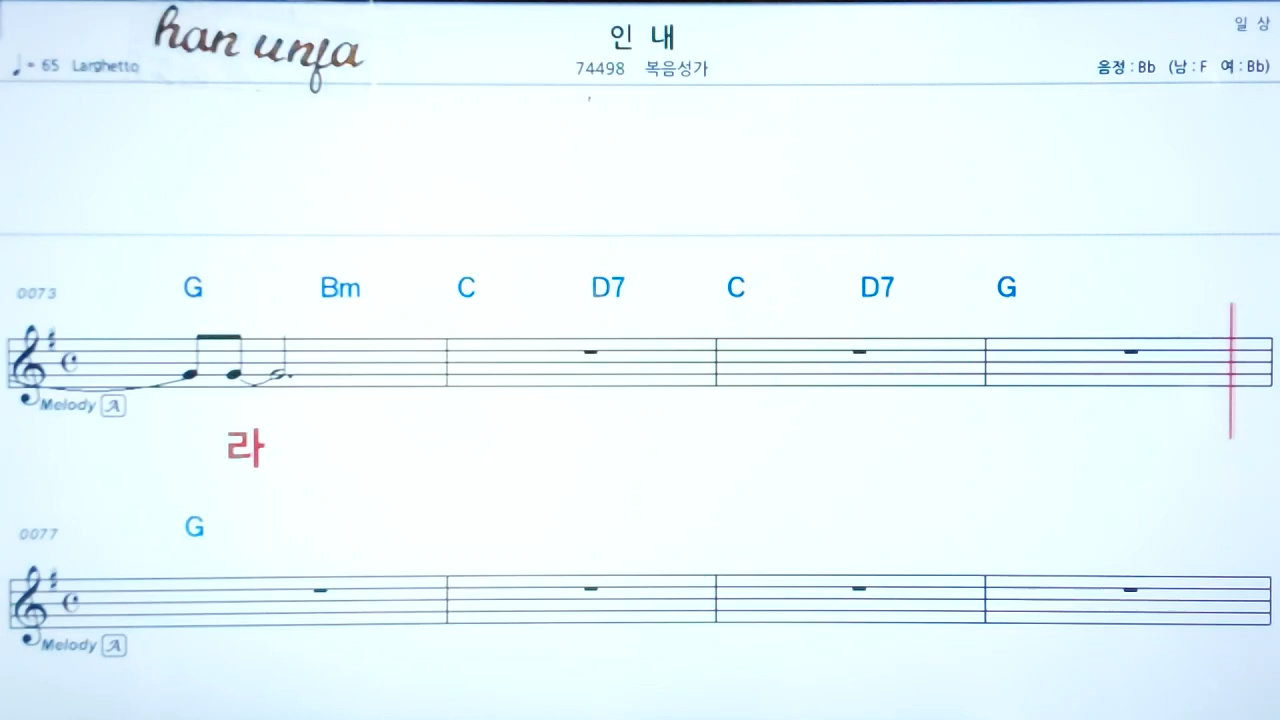 han unfa
인 내
일 상
♩ = 65 Larghetto
74498 복음성가
음정 : Bb (남 : F 여 : Bb)
0073 G Bm C D7 C D7 G
Melody A
라
0077 G
Melody A